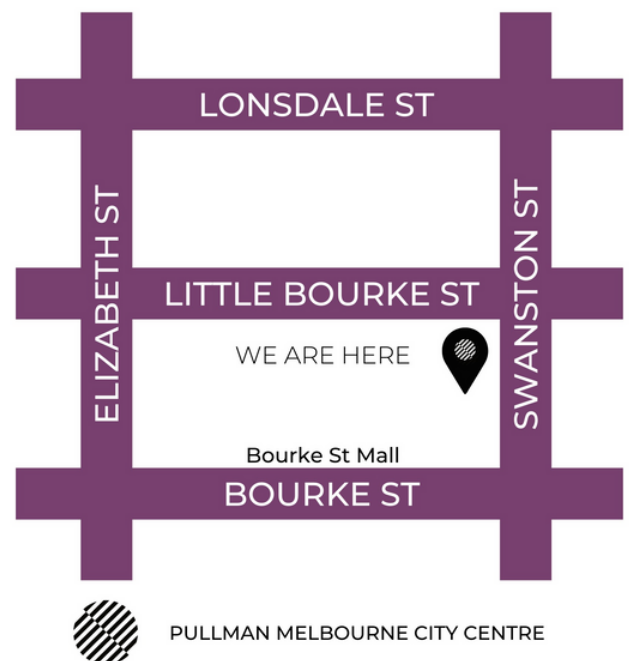 LONSDALE ST
ELIZABETH ST
SWANSTON ST
LITTLE BOURKE ST
WE ARE HERE
Bourke St Mall
BOURKE ST
PULLMAN MELBOURNE CITY CENTRE